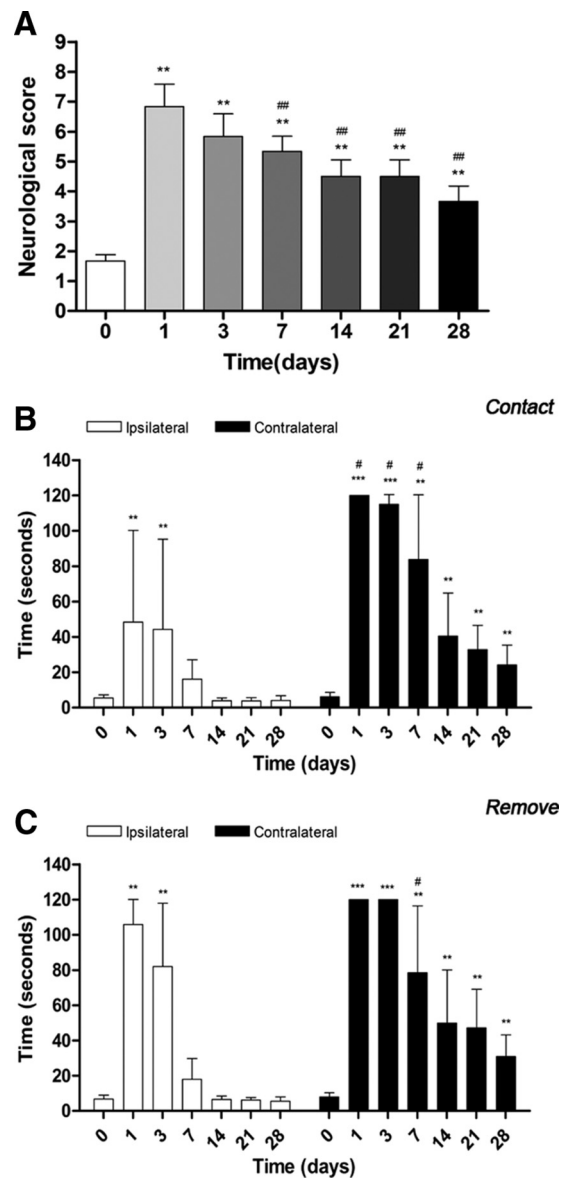 A
Neurological score
9
8
7
6
5
4
3
2
1
0
** ** ## ** ## ** ## ** ## **
0 1 3 7 14 21 28
Time(days)
Contact
B
Ipsilateral Contralateral
Time (seconds)
140
120
100
80
60
40
20
0
** ** # *** # *** # ** ** ** **
0 1 3 7 14 21 28 0 1 3 7 14 21 28
Time (days)
Remove
C
Ipsilateral Contralateral
Time (seconds)
140
120
100
80
60
40
20
0
** ** *** *** # ** ** ** **
0 1 3 7 14 21 28 0 1 3 7 14 21 28
Time (days)